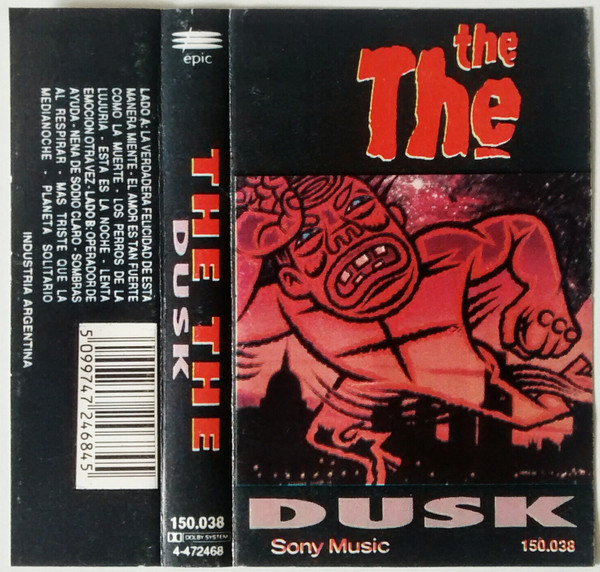 epic
LADO A: LA VERDADERA FELICIDAD DE ESTA
MANERA MIENTE · EL AMOR ES TAN FUERTE
COMO LA MUERTE · LOS PERROS DE LA
LUJURIA · ESTA ES LA NOCHE · LENTA
EMOCION OTRA VEZ · LADO B: OPERADOR DE
AYUDA · NENA DE SODIO CLARO · SOMBRAS
AL RESPIRAR · MAS TRISTE QUE LA
MEDIANOCHE · PLANETA SOLITARIO
INDUSTRIA ARGENTINA
5 099747 246845
THE THE
DUSK
150.038
DOLBY SYSTEM
4-472468
the
The
DUSK
Sony Music
150.038